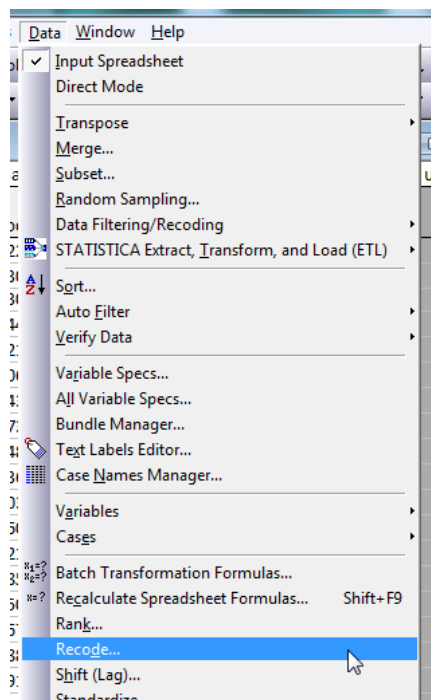 Data Window Help
Input Spreadsheet
Direct Mode
Transpose
Merge...
Subset...
Random Sampling...
Data Filtering/Recoding
STATISTICA Extract, Transform, and Load (ETL)
Sort...
Auto Filter
Verify Data
Variable Specs...
All Variable Specs...
Bundle Manager...
Text Labels Editor...
Case Names Manager...
Variables
Cases
Batch Transformation Formulas...
Recalculate Spreadsheet Formulas... Shift+F9
Rank...
Recode...
Shift (Lag)...